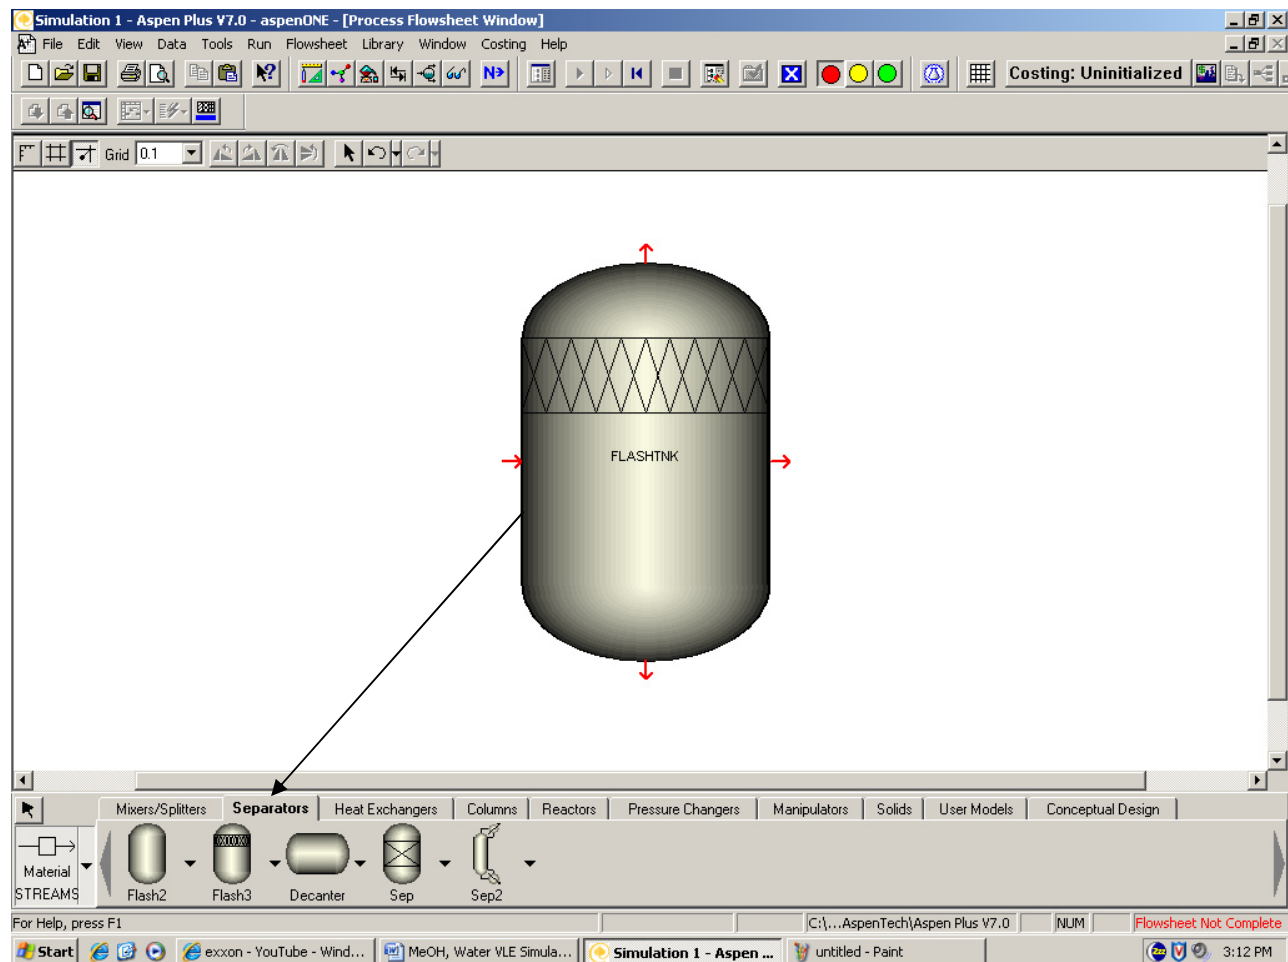 Simulation 1 - Aspen Plus V7.0 - aspenONE - [Process Flowsheet Window]
File Edit View Data Tools Run Flowsheet Library Window Costing Help
N> Costing: Uninitialized
Grid 0.1
FLASHTNK
Mixers/Splitters Separators Heat Exchangers Columns Reactors Pressure Changers Manipulators Solids User Models Conceptual Design
Material
STREAMS Flash2 Flash3 Decanter Sep Sep2
For Help, press F1 C:\...AspenTech\Aspen Plus V7.0 NUM Flowsheet Not Complete
Start exxon - YouTube - Wind... MeOH, Water VLE Simula... Simulation 1 - Aspen ... untitled - Paint 3:12 PM